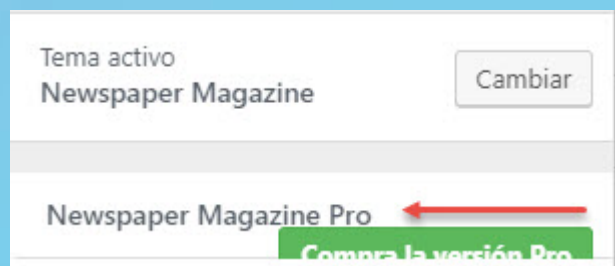 Tema activo
Newspaper Magazine
Cambiar
Newspaper Magazine Pro
Compra la versión Pro